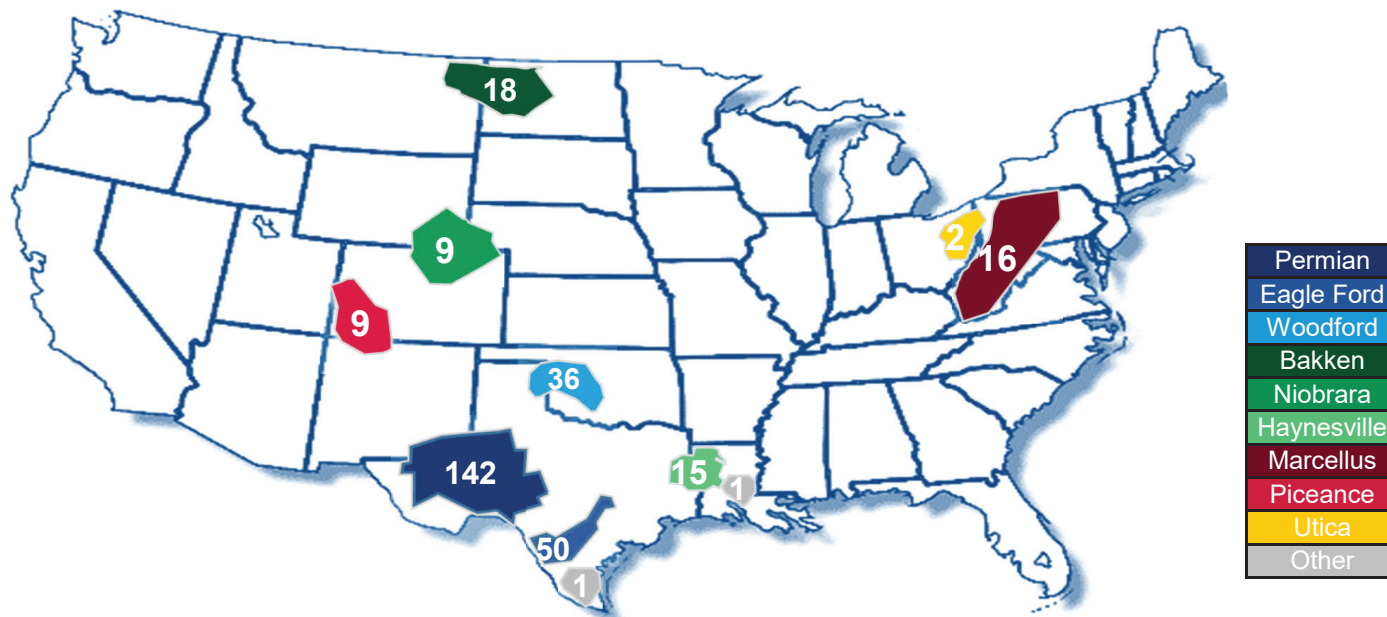 18
2
16
9
9
36
142
15
1
50
1
Permian
Eagle Ford
Woodford
Bakken
Niobrara
Haynesville
Marcellus
Piceance
Utica
Other